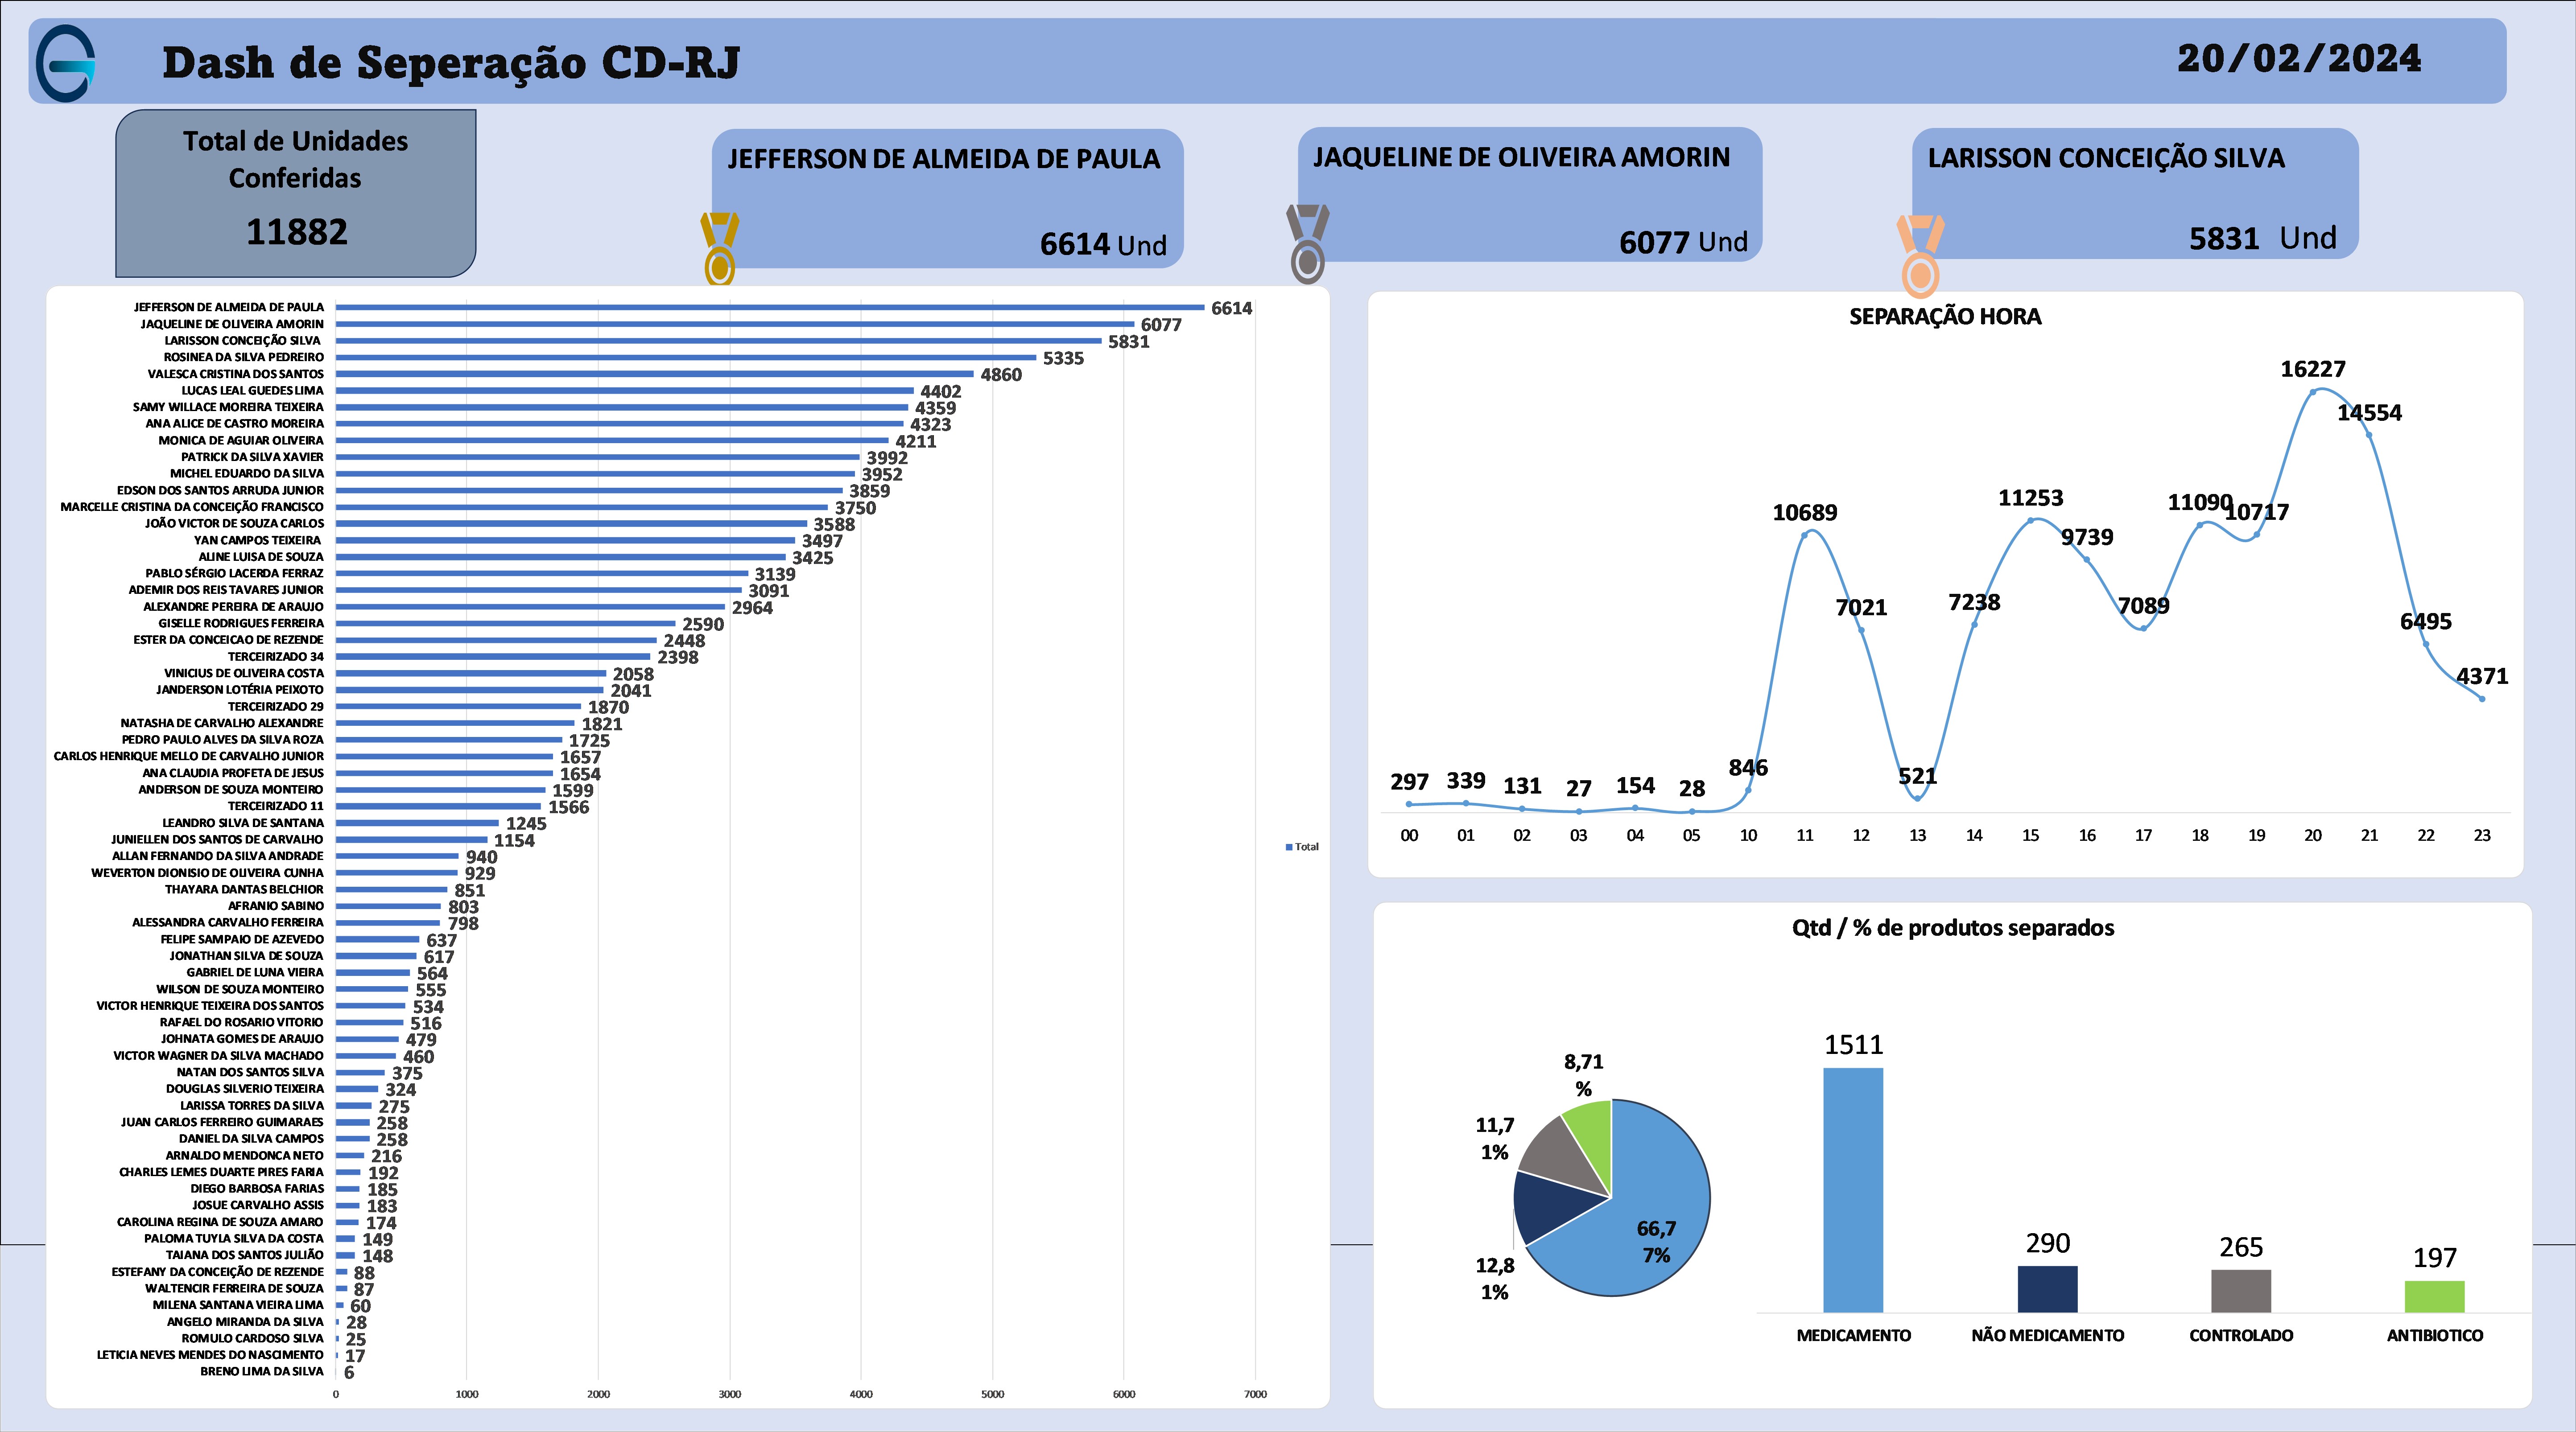 Dash de Seperação CD-RJ
20/02/2024
Total de Unidades
Conferidas
11882
JEFFERSON DE ALMEIDA DE PAULA
6614 Und
JAQUELINE DE OLIVEIRA AMORIN
6077 Und
LARISSON CONCEIÇÃO SILVA
5831 Und
JEFFERSON DE ALMEIDA DE PAULA 6614
JAQUELINE DE OLIVEIRA AMORIN 6077
LARISSON CONCEIÇÃO SILVA 5831
ROSINEA DA SILVA PEDREIRO 5335
VALESCA CRISTINA DOS SANTOS 4860
LUCAS LEAL GUEDES LIMA 4402
SAMY WILLACE MOREIRA TEIXEIRA 4359
ANA ALICE DE CASTRO MOREIRA 4323
MONICA DE AGUIAR OLIVEIRA 4211
PATRICK DA SILVA XAVIER 3992
MICHEL EDUARDO DA SILVA 3952
EDSON DOS SANTOS ARRUDA JUNIOR 3859
MARCELLE CRISTINA DA CONCEIÇÃO FRANCISCO 3750
JOÃO VICTOR DE SOUZA CARLOS 3588
YAN CAMPOS TEIXEIRA 3497
ALINE LUISA DE SOUZA 3425
PABLO SÉRGIO LACERDA FERRAZ 3139
ADEMIR DOS REIS TAVARES JUNIOR 3091
ALEXANDRE PEREIRA DE ARAUJO 2964
GISELLE RODRIGUES FERREIRA 2590
ESTER DA CONCEICAO DE REZENDE 2448
TERCEIRIZADO 34 2398
VINICIUS DE OLIVEIRA COSTA 2058
JANDERSON LOTÉRIA PEIXOTO 2041
TERCEIRIZADO 29 1870
NATASHA DE CARVALHO ALEXANDRE 1821
PEDRO PAULO ALVES DA SILVA ROZA 1725
CARLOS HENRIQUE MELLO DE CARVALHO JUNIOR 1657
ANA CLAUDIA PROFETA DE JESUS 1654
ANDERSON DE SOUZA MONTEIRO 1599
TERCEIRIZADO 11 1566
LEANDRO SILVA DE SANTANA 1245
JUNIELLEN DOS SANTOS DE CARVALHO 1154
ALLAN FERNANDO DA SILVA ANDRADE 940
WEVERTON DIONISIO DE OLIVEIRA CUNHA 929
THAYARA DANTAS BELCHIOR 851
AFRANIO SABINO 803
ALESSANDRA CARVALHO FERREIRA 798
FELIPE SAMPAIO DE AZEVEDO 637
JONATHAN SILVA DE SOUZA 617
GABRIEL DE LUNA VIEIRA 564
WILSON DE SOUZA MONTEIRO 555
VICTOR HENRIQUE TEIXEIRA DOS SANTOS 534
RAFAEL DO ROSARIO VITORIO 516
JOHNATA GOMES DE ARAUJO 479
VICTOR WAGNER DA SILVA MACHADO 460
NATAN DOS SANTOS SILVA 375
DOUGLAS SILVERIO TEIXEIRA 324
LARISSA TORRES DA SILVA 275
JUAN CARLOS FERREIRO GUIMARAES 258
DANIEL DA SILVA CAMPOS 258
ARNALDO MENDONCA NETO 216
CHARLES LEMES DUARTE PIRES FARIA 192
DIEGO BARBOSA FARIAS 185
JOSUE CARVALHO ASSIS 183
CAROLINA REGINA DE SOUZA AMARO 174
PALOMA TUYLA SILVA DA COSTA 149
TAIANA DOS SANTOS JULIÃO 148
ESTEFANY DA CONCEIÇÃO DE REZENDE 88
WALTENCIR FERREIRA DE SOUZA 87
MILENA SANTANA VIEIRA LIMA 60
ANGELO MIRANDA DA SILVA 28
ROMULO CARDOSO SILVA 25
LETICIA NEVES MENDES DO NASCIMENTO 17
BRENO LIMA DA SILVA 6
0 1000 2000 3000 4000 5000 6000 7000
Total
SEPARAÇÃO HORA
297 339 131 27 154 28 846 10689 7021 521 7238 11253 9739 7089 11090 10717 16227 14554 6495 4371
00 01 02 03 04 05 10 11 12 13 14 15 16 17 18 19 20 21 22 23
Qtd / % de produtos separados
8,71
%
11,7
1%
12,8
1%
66,7
7%
1511 290 265 197
MEDICAMENTO NÃO MEDICAMENTO CONTROLADO ANTIBIOTICO